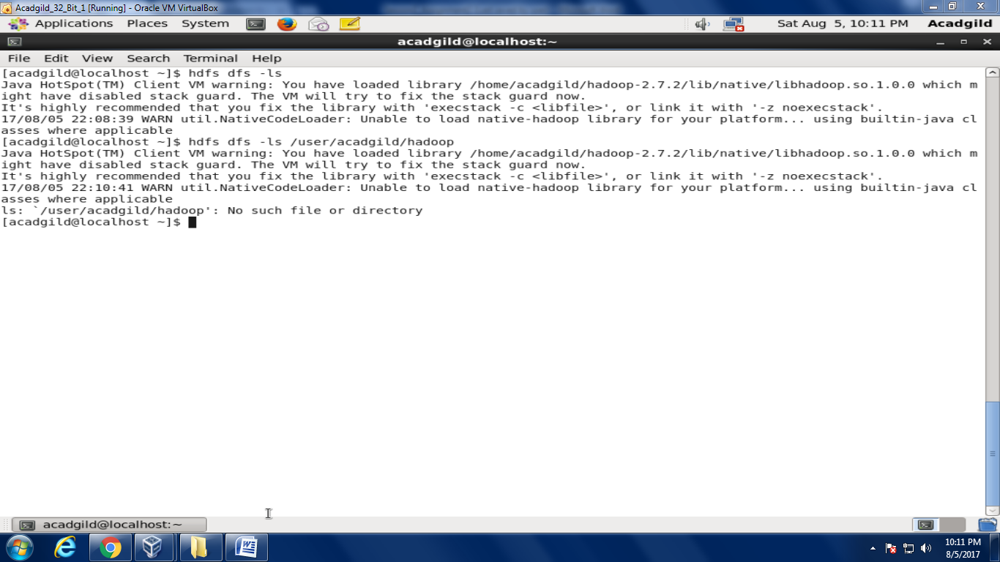 Acadgild_32_Bit_1 [Running] - Oracle VM VirtualBox
Applications Places System Sat Aug 5, 10:11 PM Acadgild
acadgild@localhost:~
File Edit View Search Terminal Help
[acadgild@localhost ~]$ hdfs dfs -ls
Java HotSpot(TM) Client VM warning: You have loaded library /home/acadgild/hadoop-2.7.2/lib/native/libhadoop.so.1.0.0 which m
ight have disabled stack guard. The VM will try to fix the stack guard now.
It's highly recommended that you fix the library with 'execstack -c <libfile>', or link it with '-z noexecstack'.
17/08/05 22:08:39 WARN util.NativeCodeLoader: Unable to load native-hadoop library for your platform... using builtin-java cl
asses where applicable
[acadgild@localhost ~]$ hdfs dfs -ls /user/acadgild/hadoop
Java HotSpot(TM) Client VM warning: You have loaded library /home/acadgild/hadoop-2.7.2/lib/native/libhadoop.so.1.0.0 which m
ight have disabled stack guard. The VM will try to fix the stack guard now.
It's highly recommended that you fix the library with 'execstack -c <libfile>', or link it with '-z noexecstack'.
17/08/05 22:10:41 WARN util.NativeCodeLoader: Unable to load native-hadoop library for your platform... using builtin-java cl
asses where applicable
ls: `/user/acadgild/hadoop': No such file or directory
[acadgild@localhost ~]$
acadgild@localhost:~
10:11 PM
8/5/2017